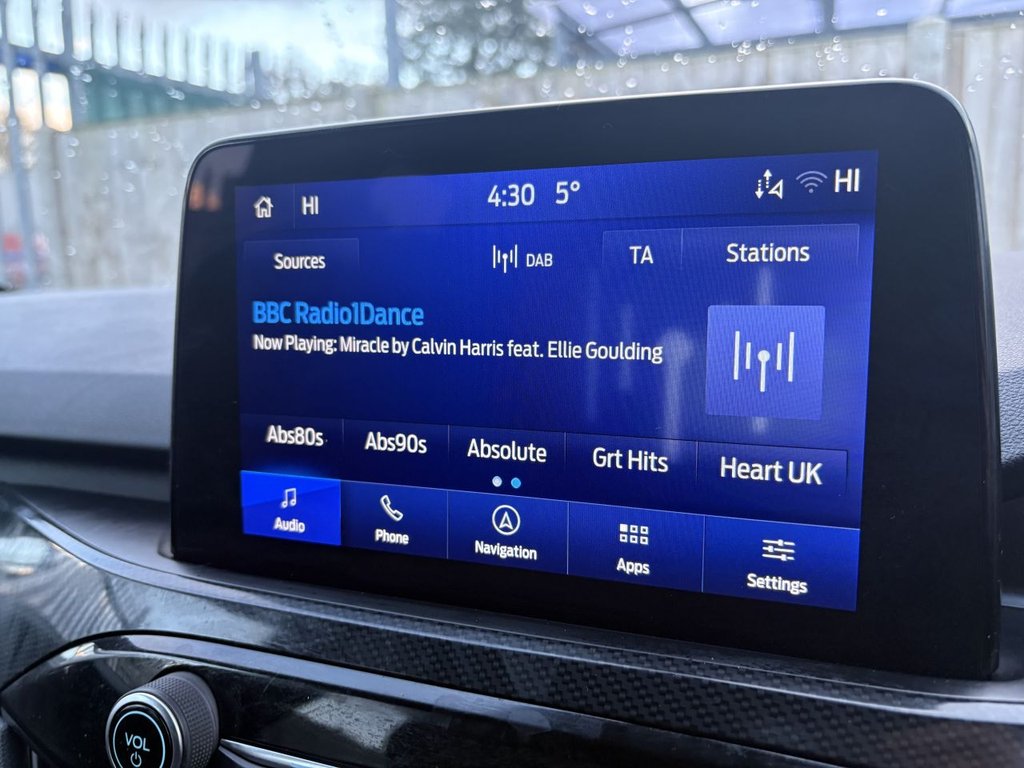 HI 4:30 5° HI
Sources DAB TA Stations
BBC Radio1Dance
Now Playing: Miracle by Calvin Harris feat. Ellie Goulding
Abs80s Abs90s Absolute Grt Hits Heart UK
Audio Phone Navigation Apps Settings
VOL